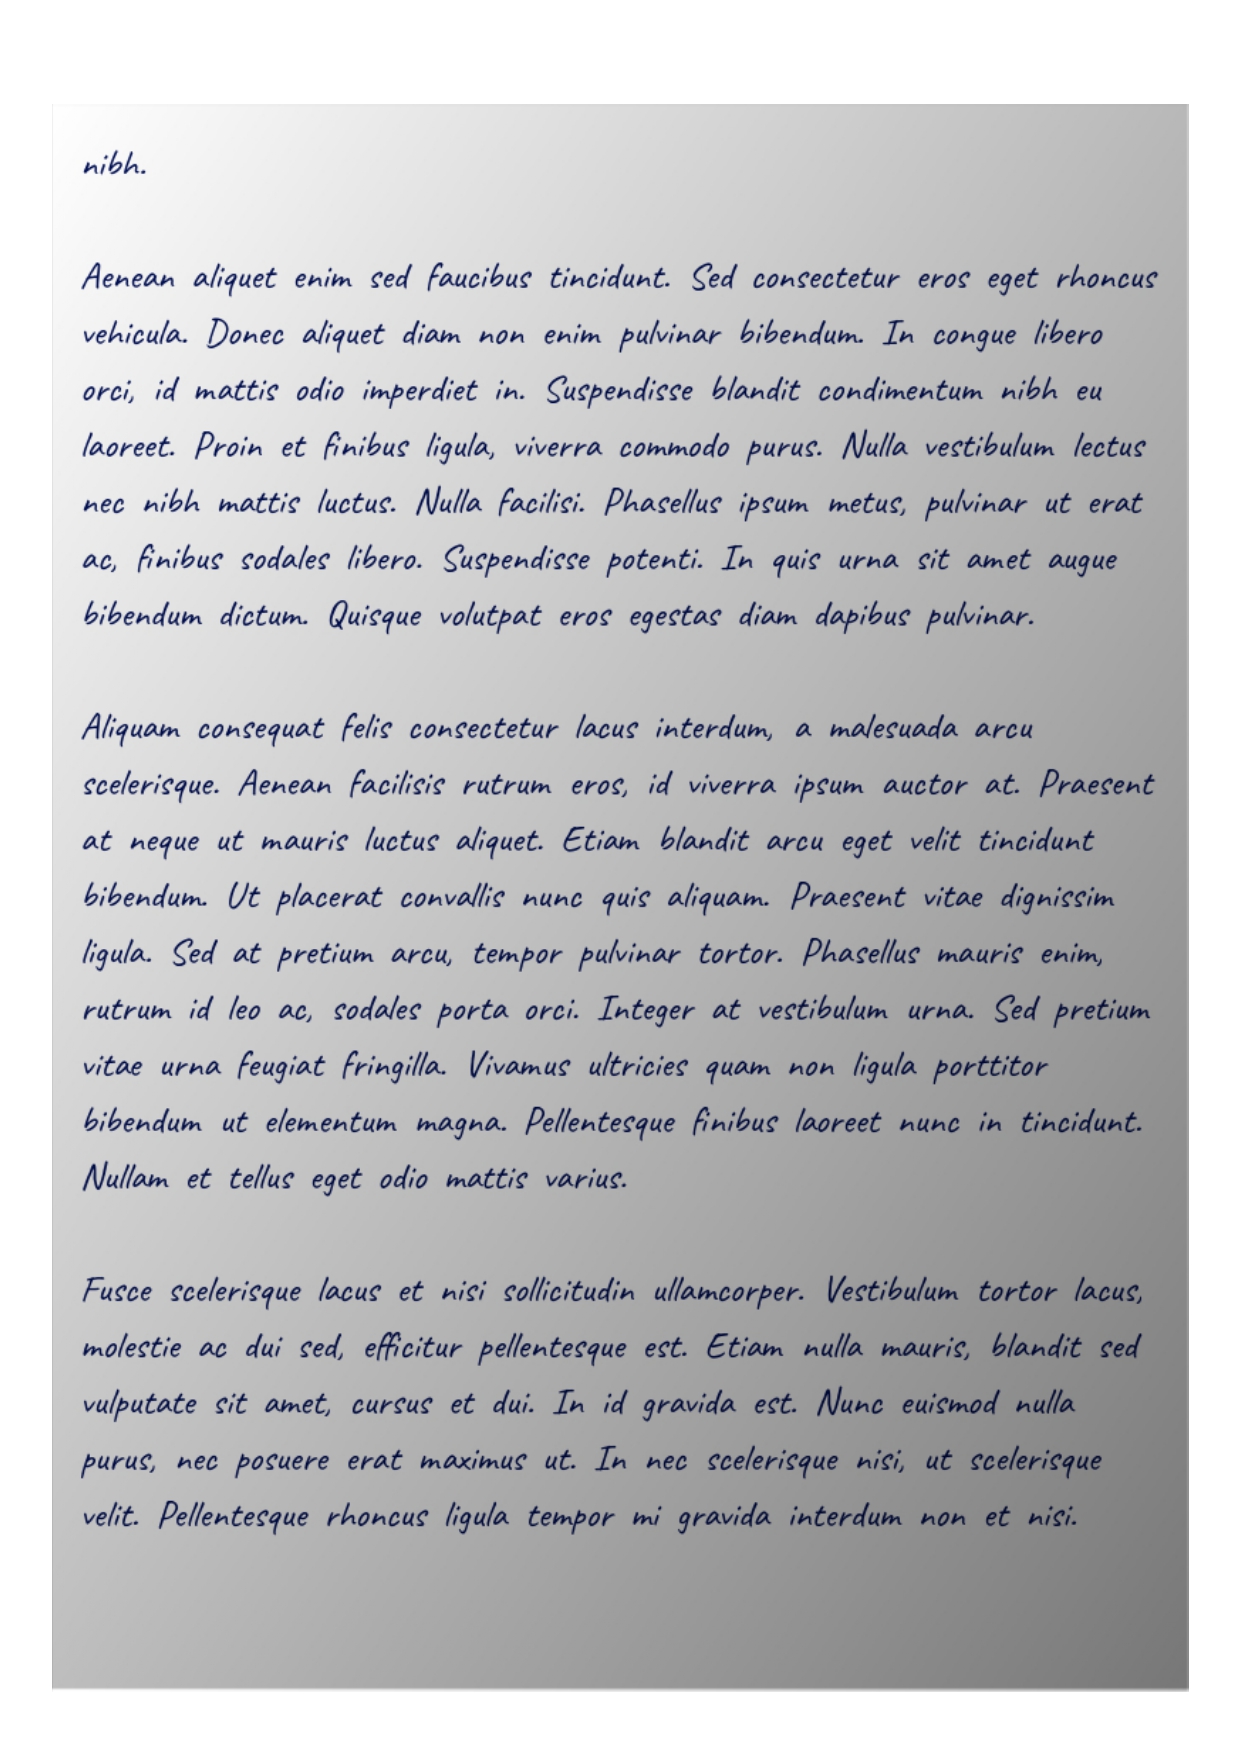 nibh.
Aenean aliquet enim sed faucibus tincidunt. Sed consectetur eros eget rhoncus
vehicula. Donec aliquet diam non enim pulvinar bibendum. In congue libero
orci, id mattis odio imperdiet in. Suspendisse blandit condimentum nibh eu
laoreet. Proin et finibus ligula, viverra commodo purus. Nulla vestibulum lectus
nec nibh mattis luctus. Nulla facilisi. Phasellus ipsum metus, pulvinar ut erat
ac, finibus sodales libero. Suspendisse potenti. In quis urna sit amet augue
bibendum dictum. Quisque volutpat eros egestas diam dapibus pulvinar.
Aliquam consequat felis consectetur lacus interdum, a malesuada arcu
scelerisque. Aenean facilisis rutrum eros, id viverra ipsum auctor at. Praesent
at neque ut mauris luctus aliquet. Etiam blandit arcu eget velit tincidunt
bibendum. Ut placerat convallis nunc quis aliquam. Praesent vitae dignissim
ligula. Sed at pretium arcu, tempor pulvinar tortor. Phasellus mauris enim,
rutrum id leo ac, sodales porta orci. Integer at vestibulum urna. Sed pretium
vitae urna feugiat fringilla. Vivamus ultricies quam non ligula porttitor
bibendum ut elementum magna. Pellentesque finibus laoreet nunc in tincidunt.
Nullam et tellus eget odio mattis varius.
Fusce scelerisque lacus et nisi sollicitudin ullamcorper. Vestibulum tortor lacus,
molestie ac dui sed, efficitur pellentesque est. Etiam nulla mauris, blandit sed
vulputate sit amet, cursus et dui. In id gravida est. Nunc euismod nulla
purus, nec posuere erat maximus ut. In nec scelerisque nisi, ut scelerisque
velit. Pellentesque rhoncus ligula tempor mi gravida interdum non et nisi.